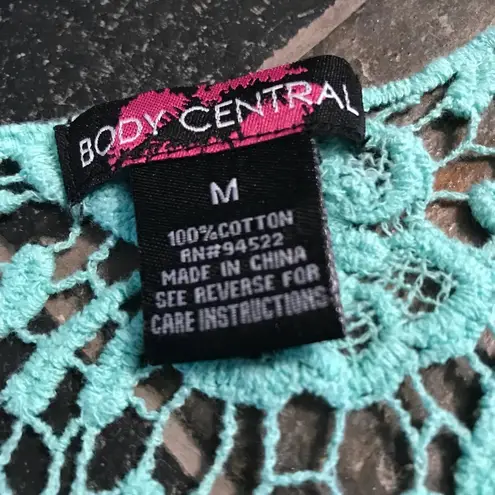 BODY CENTRAL
M
100%COTTON
RN#94522
MADE IN CHINA
SEE REVERSE FOR
CARE INSTRUCTIONS